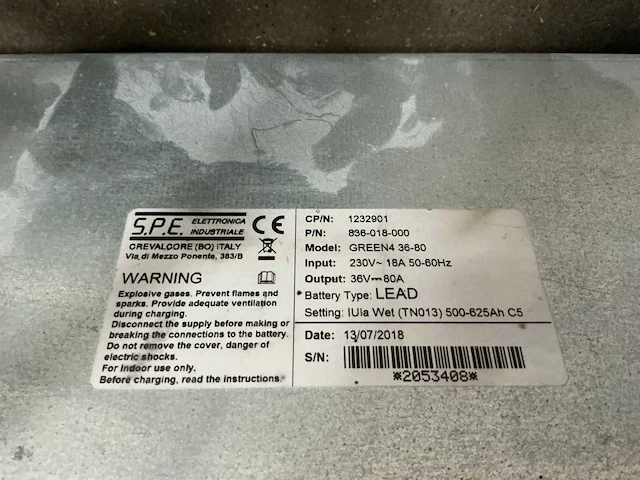 S.P.E. ELETTRONICA INDUSTRIALE CE
CREVALCORE (BO) ITALY
Via di Mezzo Ponente, 383/B
WARNING
Explosive gases. Prevent flames and
sparks. Provide adequate ventilation
during charging.
Disconnect the supply before making or
breaking the connections to the battery.
Do not remove the cover, danger of
electric shocks.
For indoor use only.
Before charging, read the instructions.
CP/N: 1232901
P/N: 836-018-000
Model: GREEN4 36-80
Input: 230V~ 18A 50-60Hz
Output: 36V⎓80A
Battery Type: LEAD
Setting: IUIa Wet (TN013) 500-625Ah C5
Date: 13/07/2018
S/N:
*2053408*